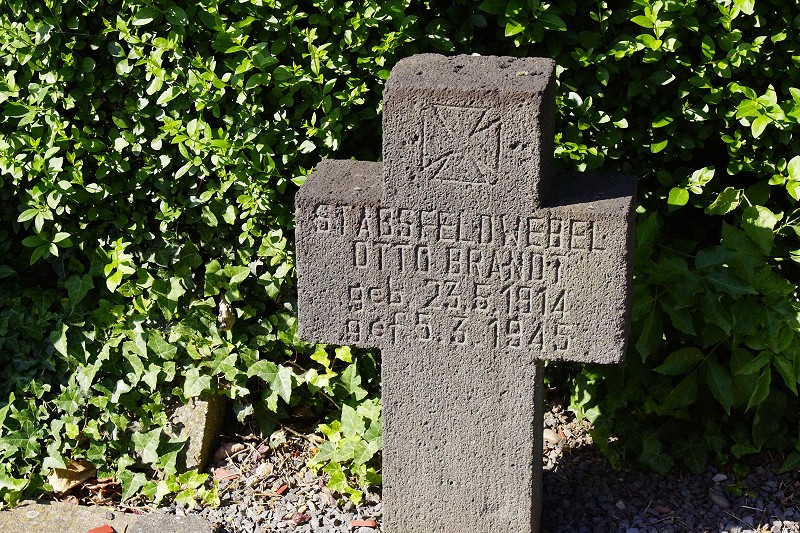 STABSFELDWEBEL
OTTO BRANDT
geb. 23.5.1914
gef. 5.3.1945